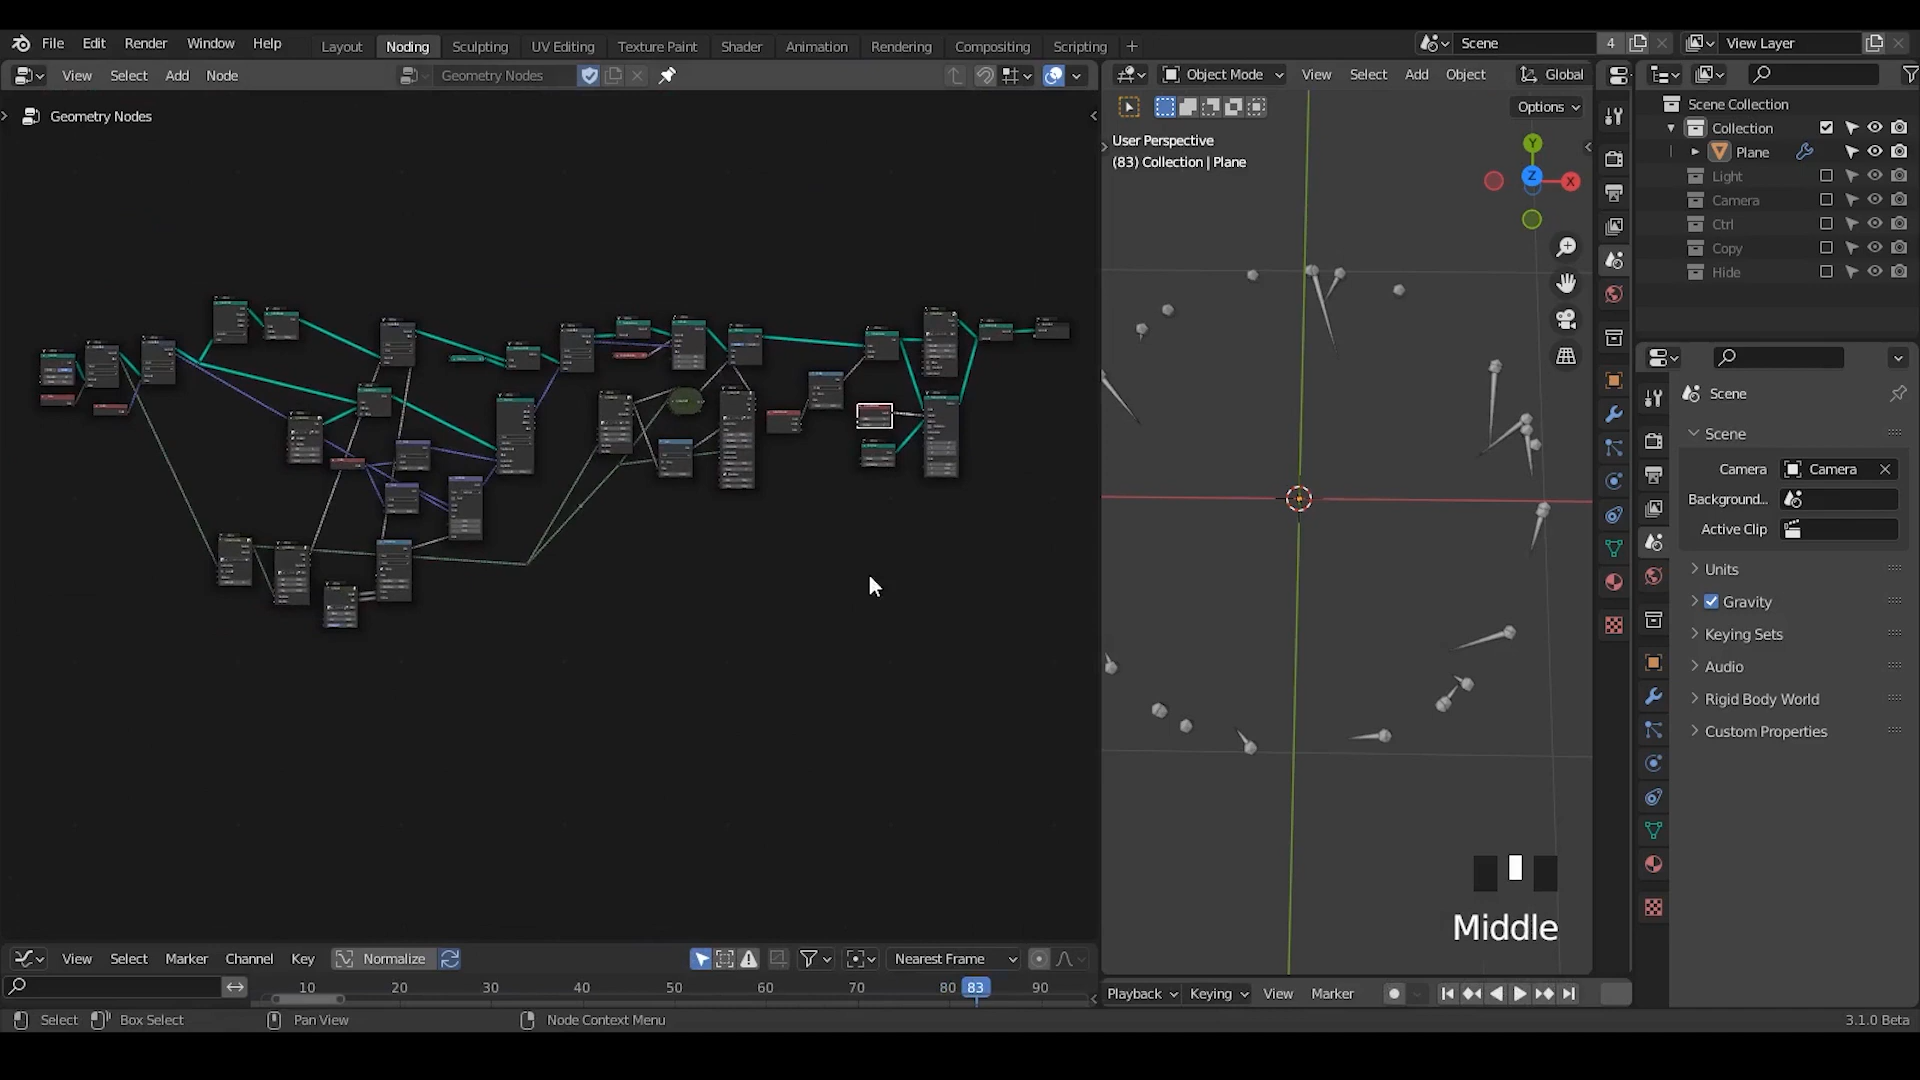 File Edit Render Window Help
Layout Noding Sculpting UV Editing Texture Paint Shader Animation Rendering Compositing Scripting +
Scene 4 View Layer
View Select Add Node Geometry Nodes
Object Mode View Select Add Object Global
Geometry Nodes
Options
User Perspective
(83) Collection | Plane
Y
Z
X
Scene Collection
Collection
Plane
Light
Camera
Ctrl
Copy
Hide
Scene
Scene
Camera Camera
Background...
Active Clip
Units
Gravity
Keying Sets
Audio
Rigid Body World
Custom Properties
Middle
View Select Marker Channel Key Normalize Nearest Frame
10 20 30 40 50 60 70 80 83 90
Playback Keying View Marker
Select Box Select Pan View Node Context Menu 3.1.0 Beta